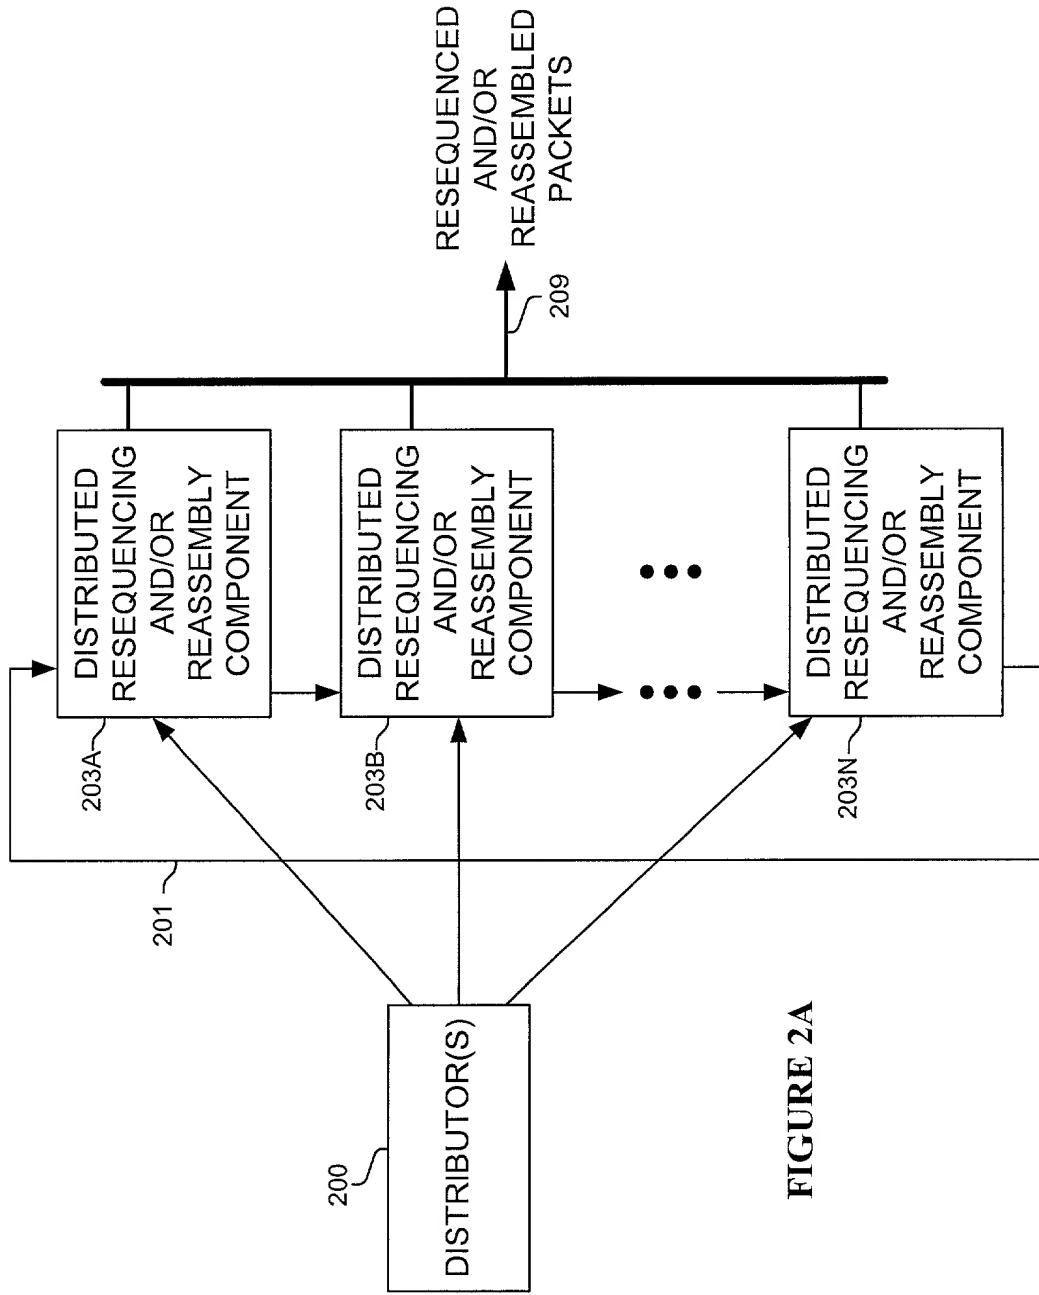 200
DISTRIBUTOR(S)
201
203A
DISTRIBUTED
RESEQUENCING
AND/OR
REASSEMBLY
COMPONENT
203B
DISTRIBUTED
RESEQUENCING
AND/OR
REASSEMBLY
COMPONENT
203N
DISTRIBUTED
RESEQUENCING
AND/OR
REASSEMBLY
COMPONENT
209
RESEQUENCED
AND/OR
REASSEMBLED
PACKETS
FIGURE 2A